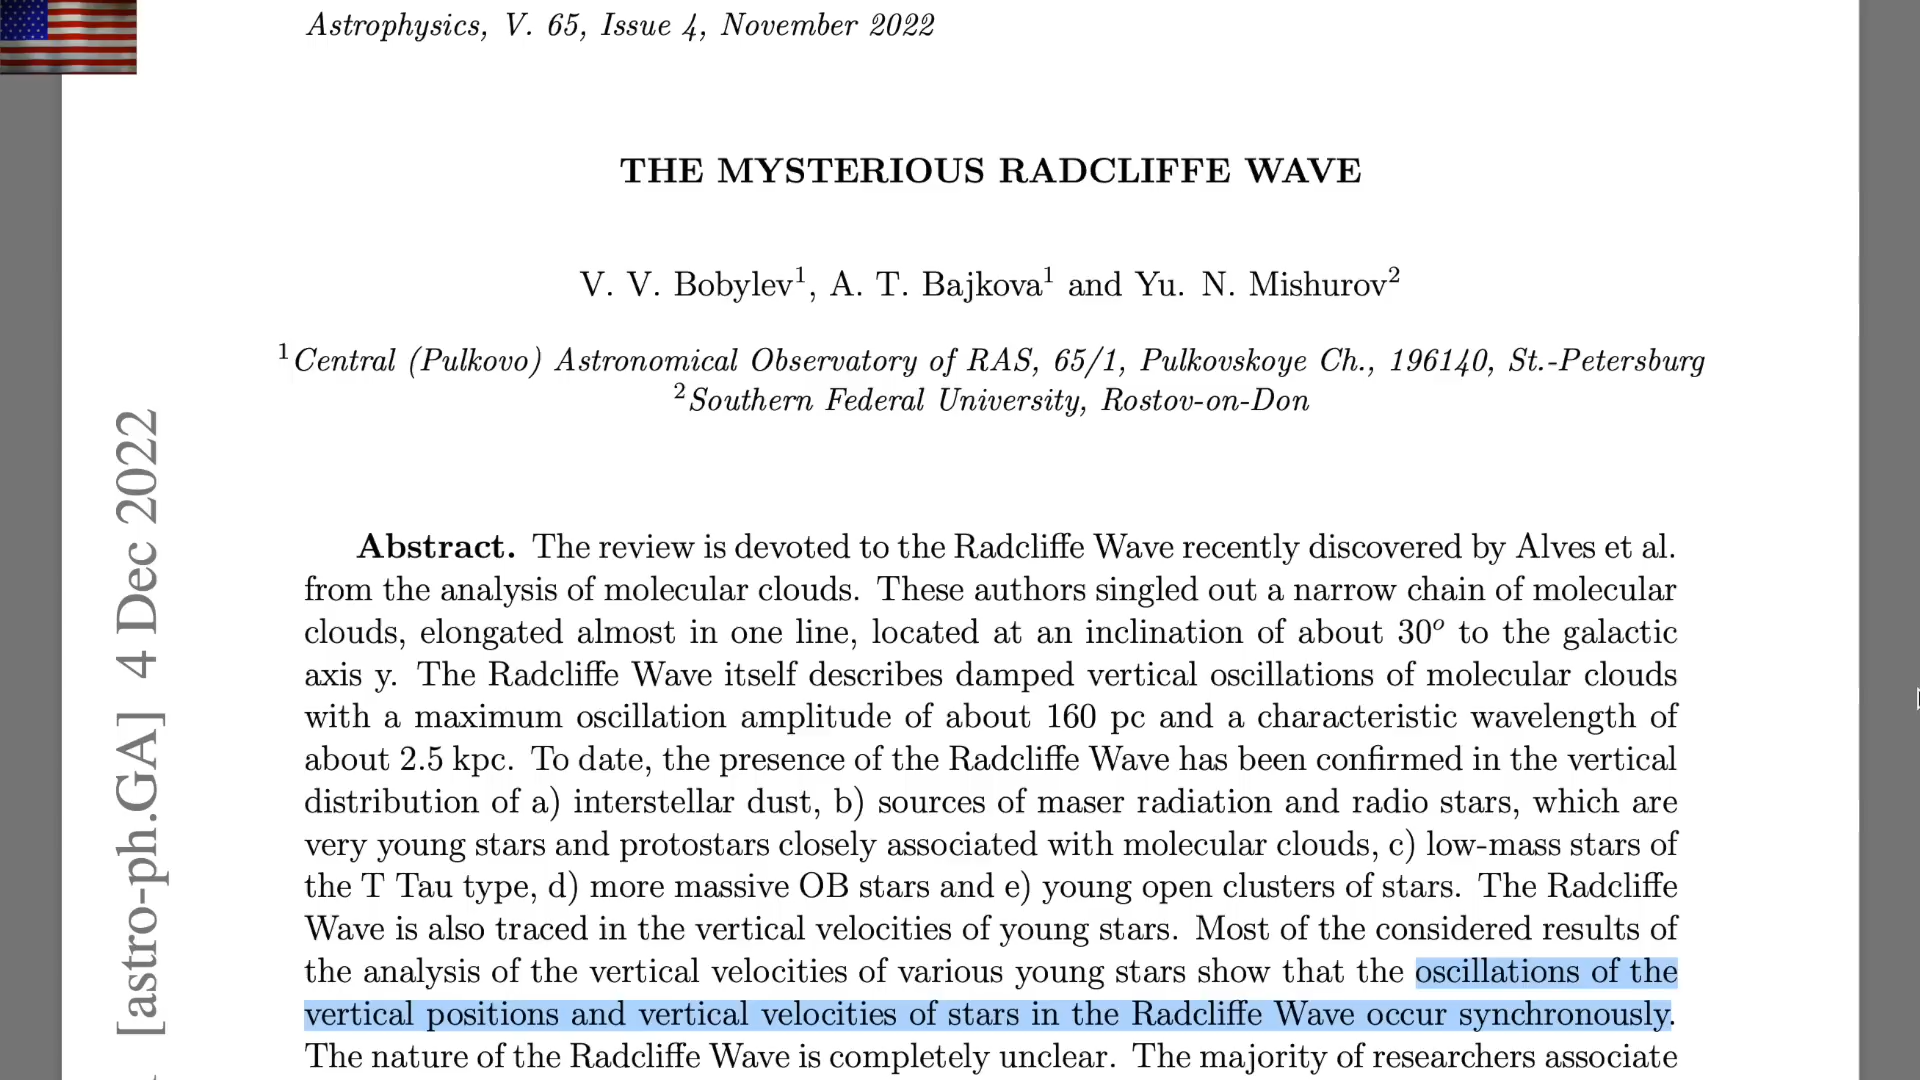 Astrophysics, V. 65, Issue 4, November 2022
THE MYSTERIOUS RADCLIFFE WAVE
V. V. Bobylev1, A. T. Bajkova1 and Yu. N. Mishurov2
1Central (Pulkovo) Astronomical Observatory of RAS, 65/1, Pulkovskoye Ch., 196140, St.-Petersburg
2Southern Federal University, Rostov-on-Don
[astro-ph.GA] 4 Dec 2022
Abstract. The review is devoted to the Radcliffe Wave recently discovered by Alves et al.
from the analysis of molecular clouds. These authors singled out a narrow chain of molecular
clouds, elongated almost in one line, located at an inclination of about 30o to the galactic
axis y. The Radcliffe Wave itself describes damped vertical oscillations of molecular clouds
with a maximum oscillation amplitude of about 160 pc and a characteristic wavelength of
about 2.5 kpc. To date, the presence of the Radcliffe Wave has been confirmed in the vertical
distribution of a) interstellar dust, b) sources of maser radiation and radio stars, which are
very young stars and protostars closely associated with molecular clouds, c) low-mass stars of
the T Tau type, d) more massive OB stars and e) young open clusters of stars. The Radcliffe
Wave is also traced in the vertical velocities of young stars. Most of the considered results of
the analysis of the vertical velocities of various young stars show that the oscillations of the
vertical positions and vertical velocities of stars in the Radcliffe Wave occur synchronously.
The nature of the Radcliffe Wave is completely unclear. The majority of researchers associate